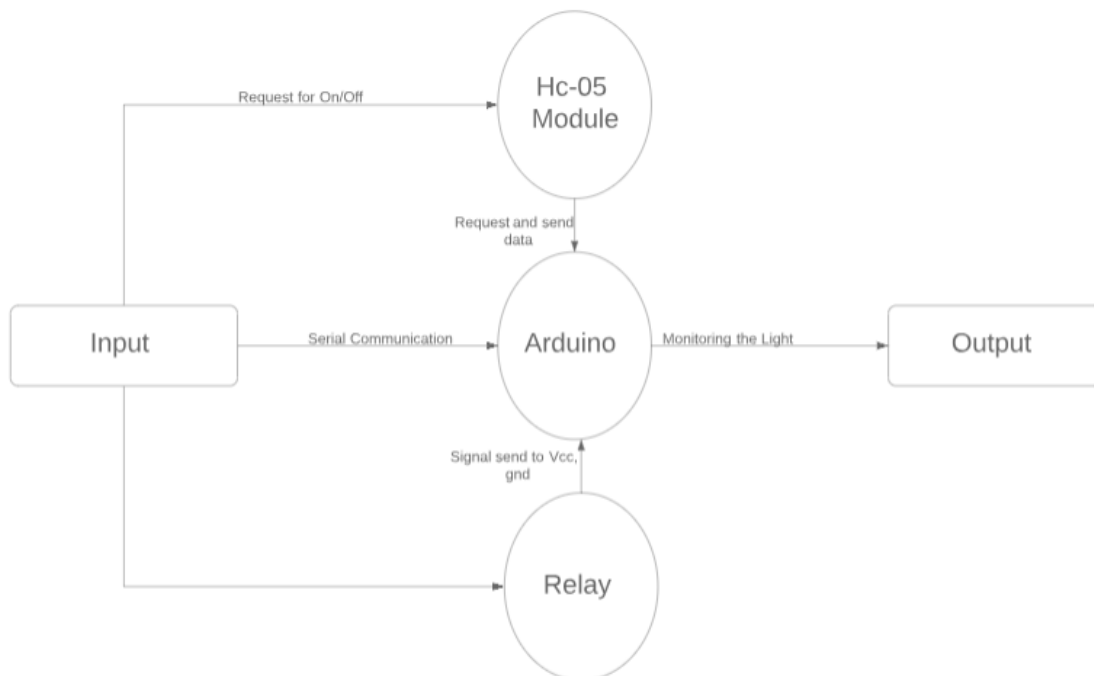 Hc-05
Module
Request for On/Off
Request and send
data
Input
Serial Communication
Arduino
Monitoring the Light
Output
Signal send to Vcc,
gnd
Relay